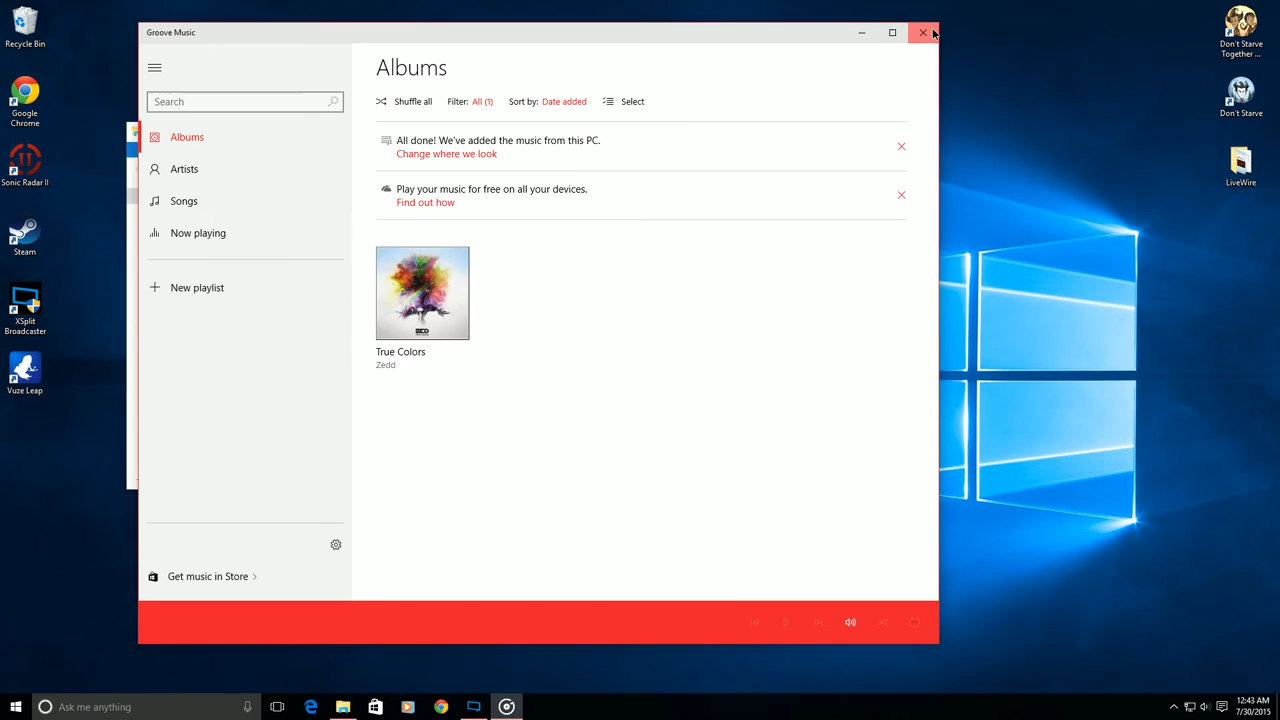 Recycle Bin
Google
Chrome
Sonic Radar II
Steam
XSplit
Broadcaster
Vuze Leap
Groove Music
Search
Albums
Artists
Songs
Now playing
New playlist
Get music in Store
Albums
Shuffle all
Filter: All (1)
Sort by: Date added
Select
All done! We've added the music from this PC.
Change where we look
Play your music for free on all your devices.
Find out how
ZEDD
True Colors
Zedd
Don't Starve
Together ...
Don't Starve
LiveWire
Ask me anything
12:43 AM
7/30/2015